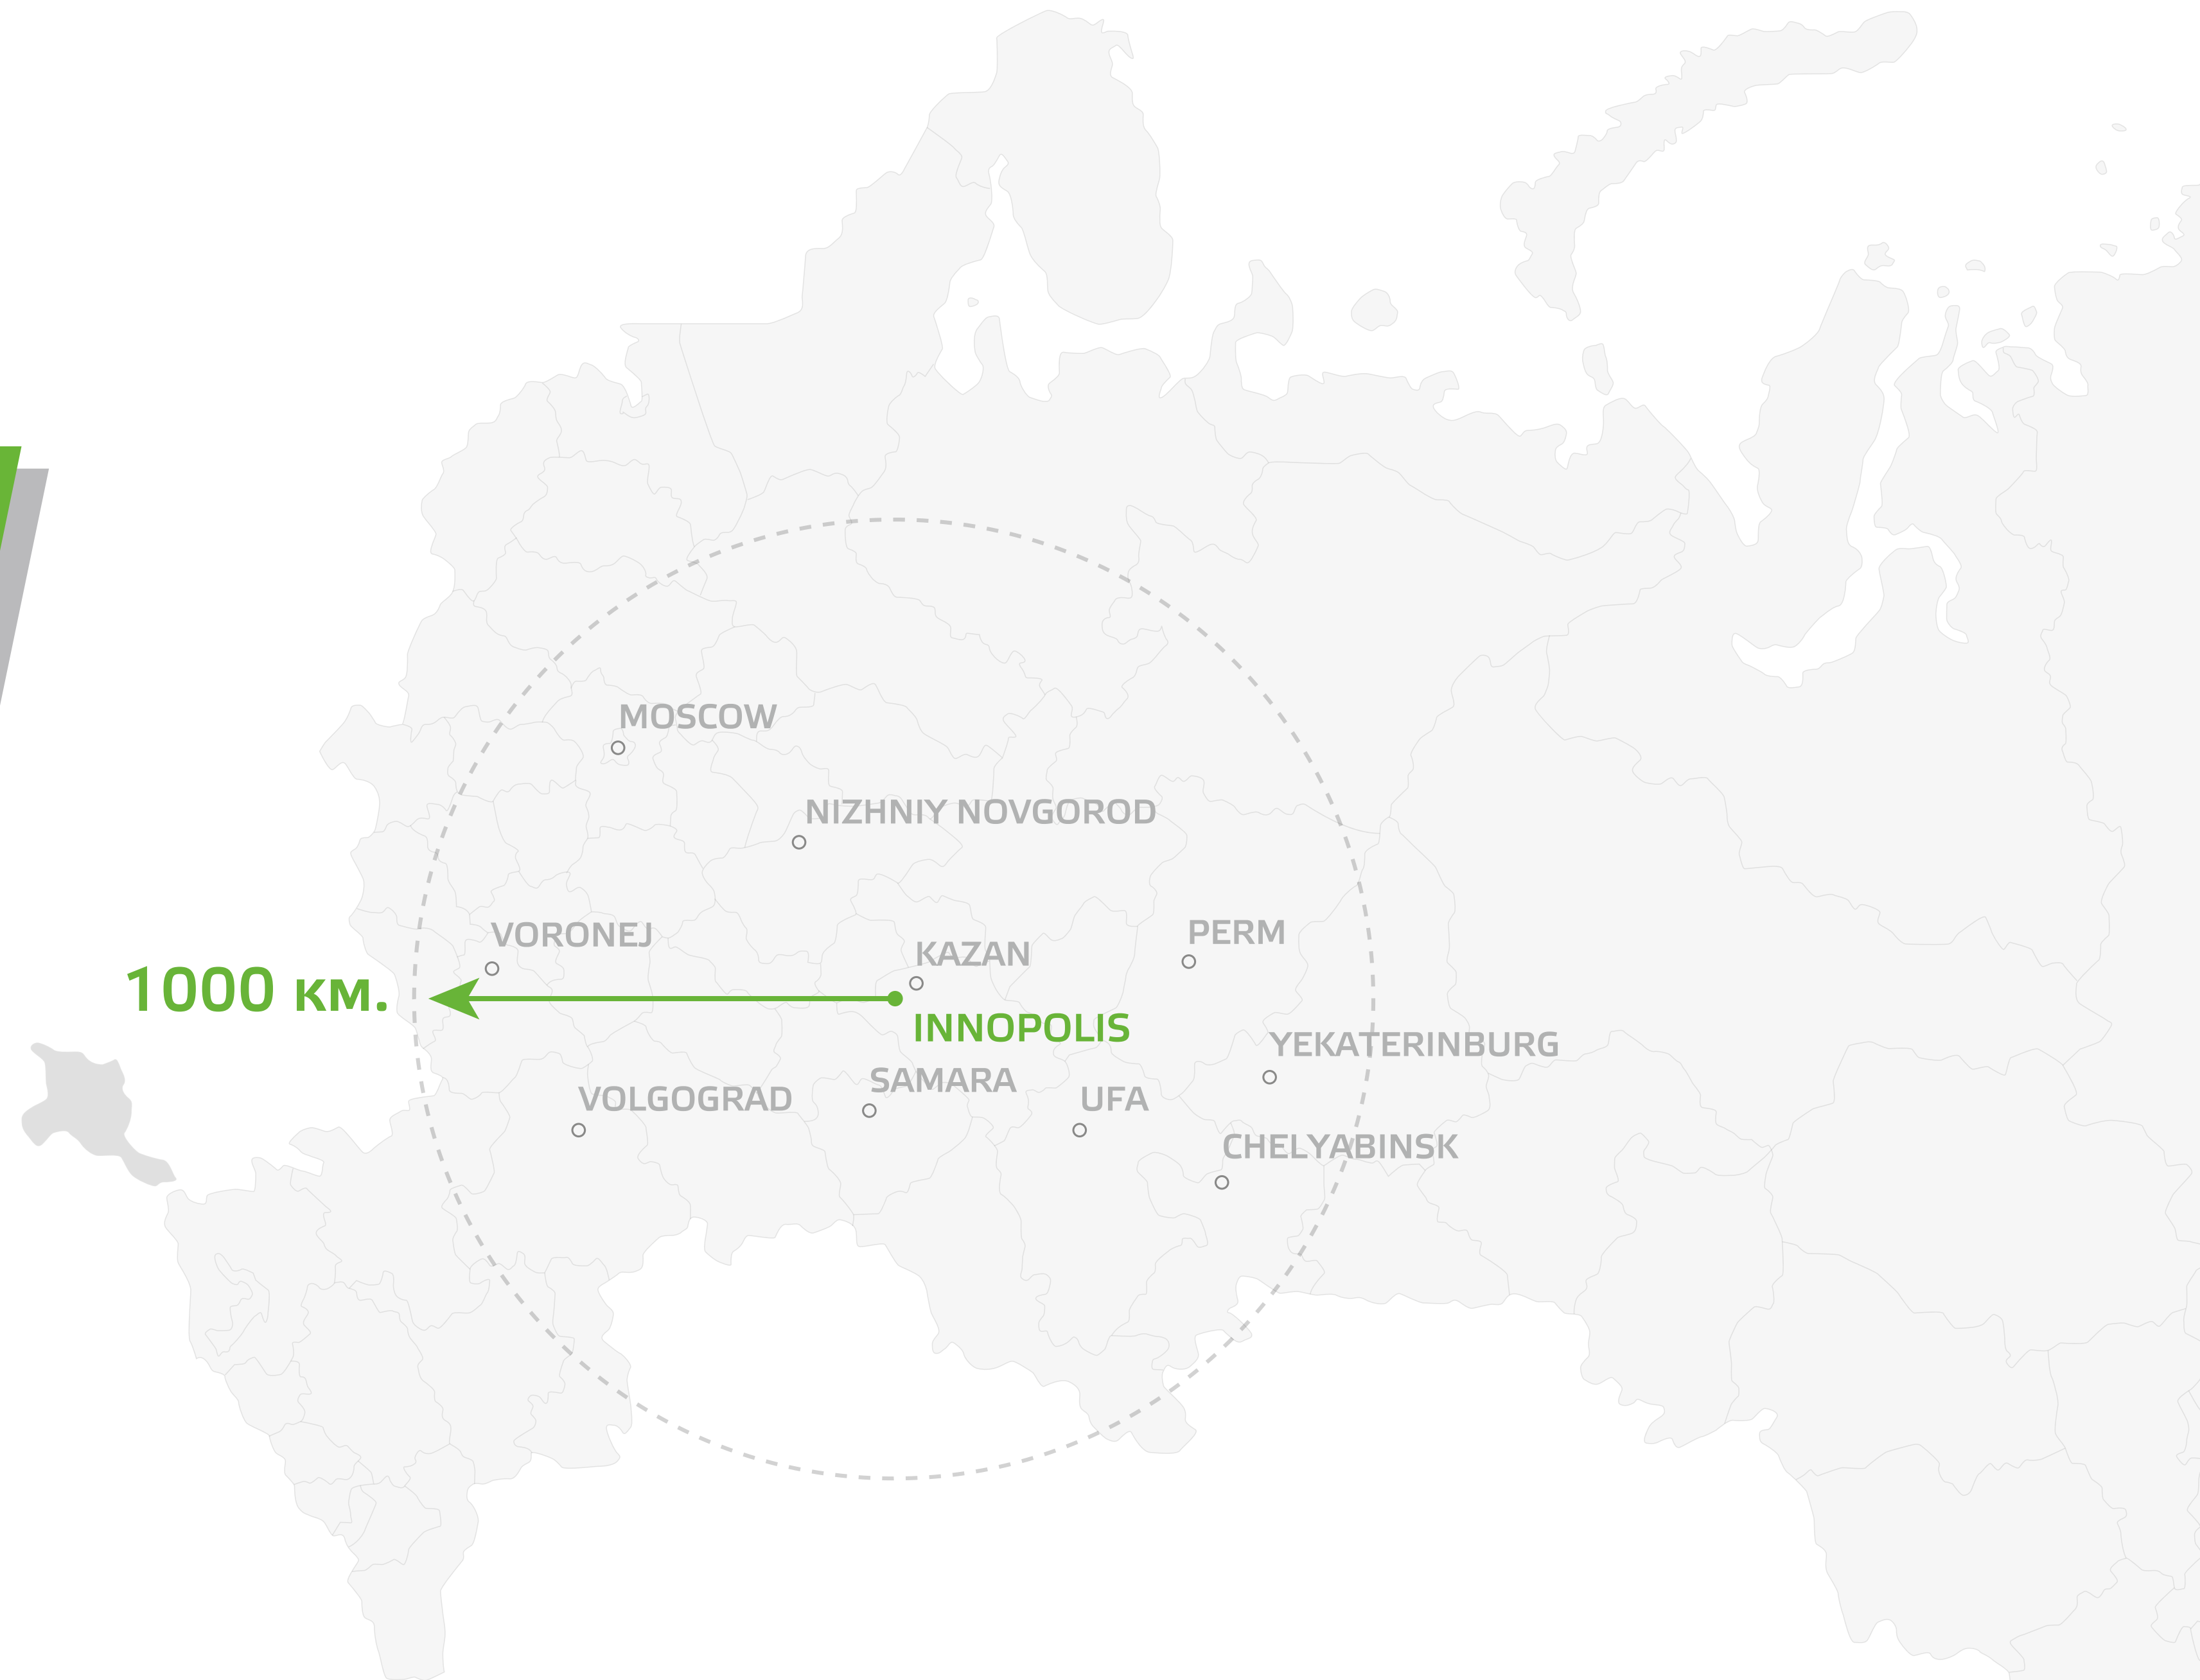 MOSCOW
NIZHNIY NOVGOROD
VORONEJ
PERM
KAZAN
1000 км.
INNOPOLIS
YEKATERINBURG
SAMARA
VOLGOGRAD
UFA
CHELYABINSK